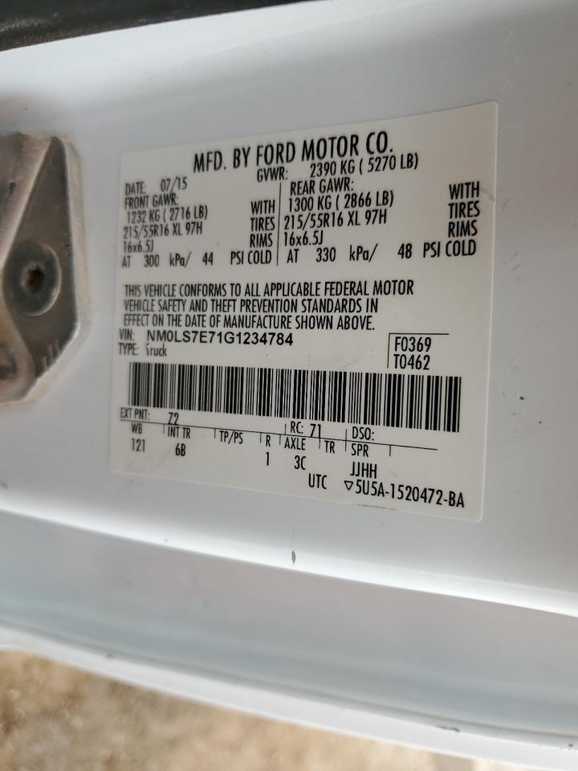 MFD. BY FORD MOTOR CO.
DATE: 07/15 GVWR: 2390 KG ( 5270 LB)
FRONT GAWR: REAR GAWR:
1232 KG ( 2716 LB) WITH 1300 KG ( 2866 LB) WITH
215/55R16 XL 97H TIRES 215/55R16 XL 97H TIRES
16x6.5J RIMS 16x6.5J RIMS
AT 300 kPa/ 44 PSI COLD AT 330 kPa/ 48 PSI COLD
THIS VEHICLE CONFORMS TO ALL APPLICABLE FEDERAL MOTOR
VEHICLE SAFETY AND THEFT PREVENTION STANDARDS IN
EFFECT ON THE DATE OF MANUFACTURE SHOWN ABOVE.
VIN: NM0LS7E71G1234784 F0369
TYPE: Truck T0462
EXT PNT: Z2 RC: 71 DSO:
WB INT TR TP/PS R AXLE TR SPR
121 6B 1 3C JJHH
UTC ▽5U5A-1520472-BA